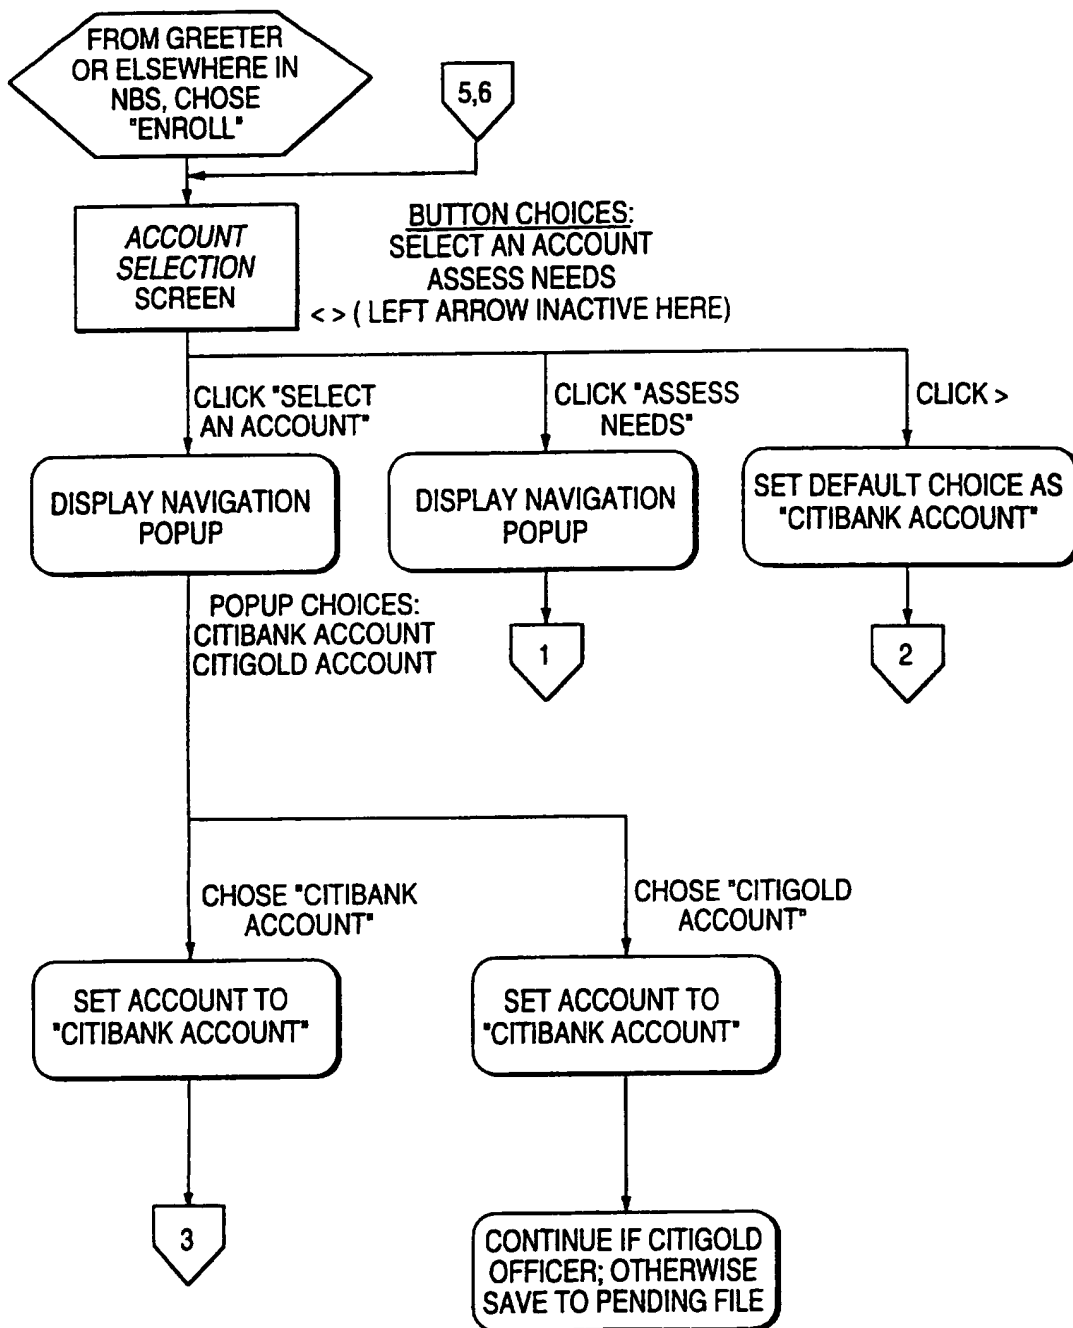 FROM GREETER
OR ELSEWHERE IN
NBS, CHOSE
"ENROLL"
5,6
ACCOUNT
SELECTION
SCREEN
BUTTON CHOICES:
SELECT AN ACCOUNT
ASSESS NEEDS
< > ( LEFT ARROW INACTIVE HERE)
CLICK "SELECT
AN ACCOUNT"
CLICK "ASSESS
NEEDS"
CLICK >
DISPLAY NAVIGATION
POPUP
DISPLAY NAVIGATION
POPUP
SET DEFAULT CHOICE AS
"CITIBANK ACCOUNT"
POPUP CHOICES:
CITIBANK ACCOUNT
CITIGOLD ACCOUNT
1
2
CHOSE "CITIBANK
ACCOUNT"
CHOSE "CITIGOLD
ACCOUNT"
SET ACCOUNT TO
"CITIBANK ACCOUNT"
SET ACCOUNT TO
"CITIBANK ACCOUNT"
3
CONTINUE IF CITIGOLD
OFFICER; OTHERWISE
SAVE TO PENDING FILE